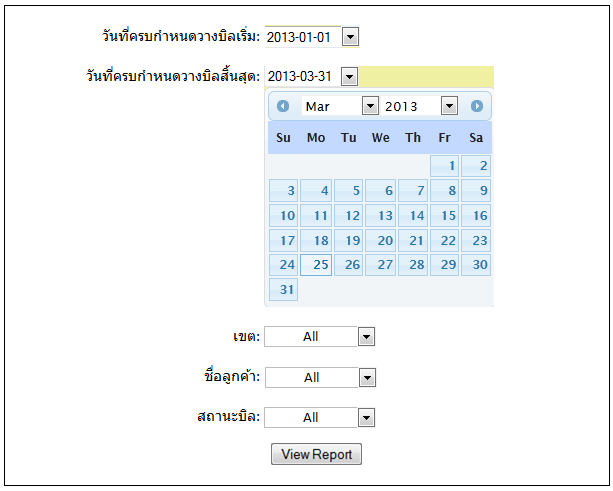 วันที่ครบกำหนดวางบิลเริ่ม: 2013-01-01
วันที่ครบกำหนดวางบิลสิ้นสุด: 2013-03-31
Mar 2013
Su Mo Tu We Th Fr Sa
1 2
3 4 5 6 7 8 9
10 11 12 13 14 15 16
17 18 19 20 21 22 23
24 25 26 27 28 29 30
31
เขต: All
ชื่อลูกค้า: All
สถานะบิล: All
View Report